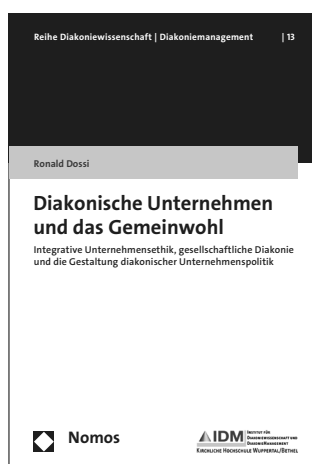 Reihe Diakoniewissenschaft | Diakoniemanagement | 13
Ronald Dossi
Diakonische Unternehmen
und das Gemeinwohl
Integrative Unternehmensethik, gesellschaftliche Diakonie
und die Gestaltung diakonischer Unternehmenspolitik
Nomos
IDM
Institut für
Diakoniewissenschaft und
DiakonieManagement
Kirchliche Hochschule Wuppertal/Bethel